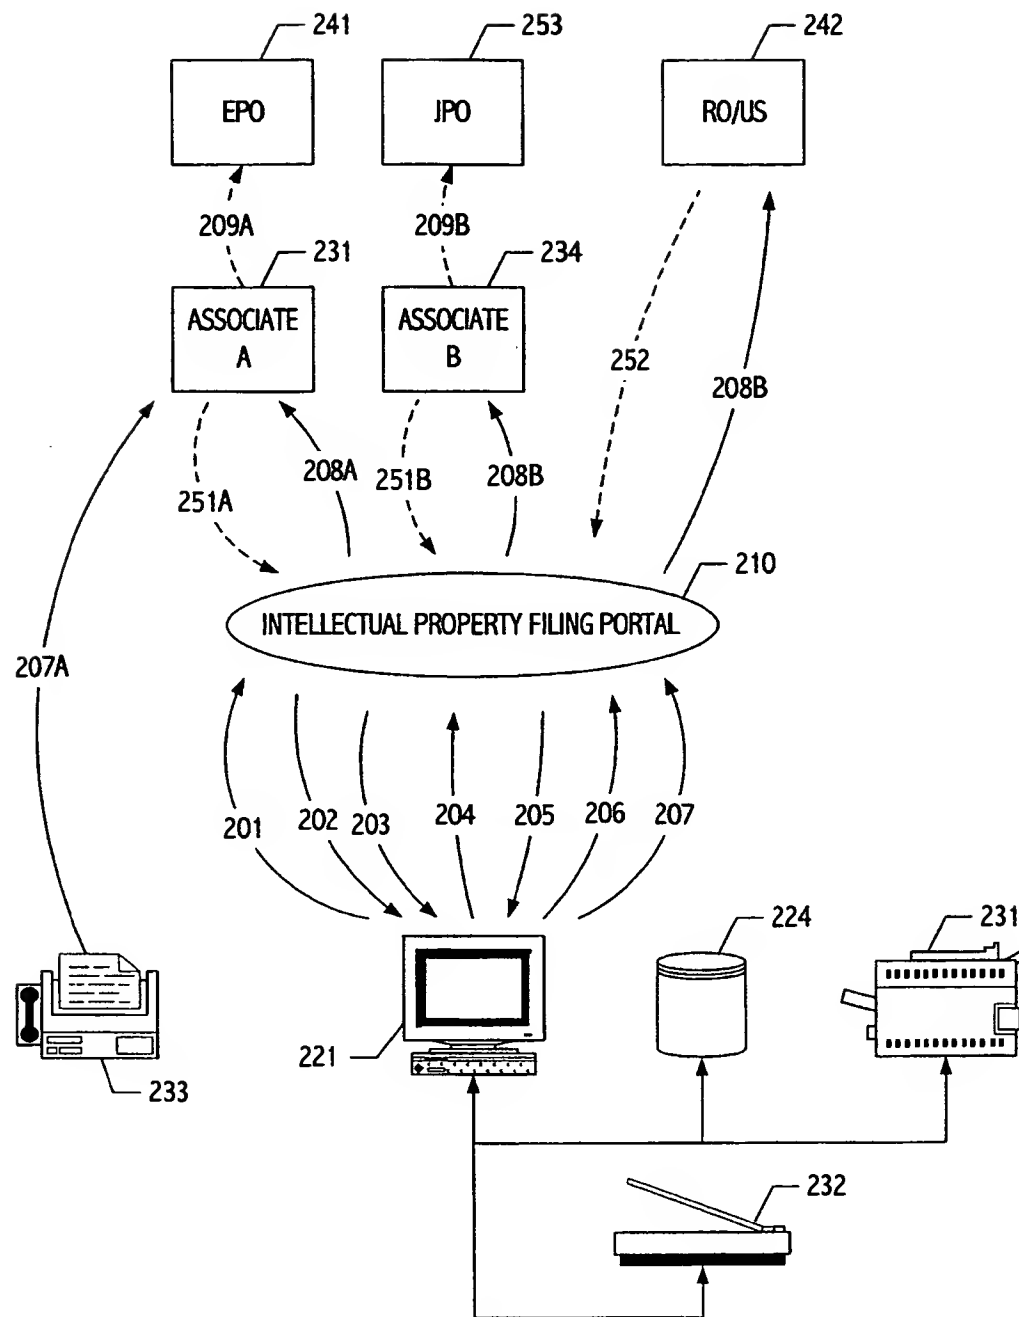 241
253
242
EPO
JPO
RO/US
209A
209B
231
234
ASSOCIATE
A
ASSOCIATE
B
252
208B
208A
251B
208B
251A
210
INTELLECTUAL PROPERTY FILING PORTAL
207A
201
202
203
204
205
206
207
224
231
221
233
232